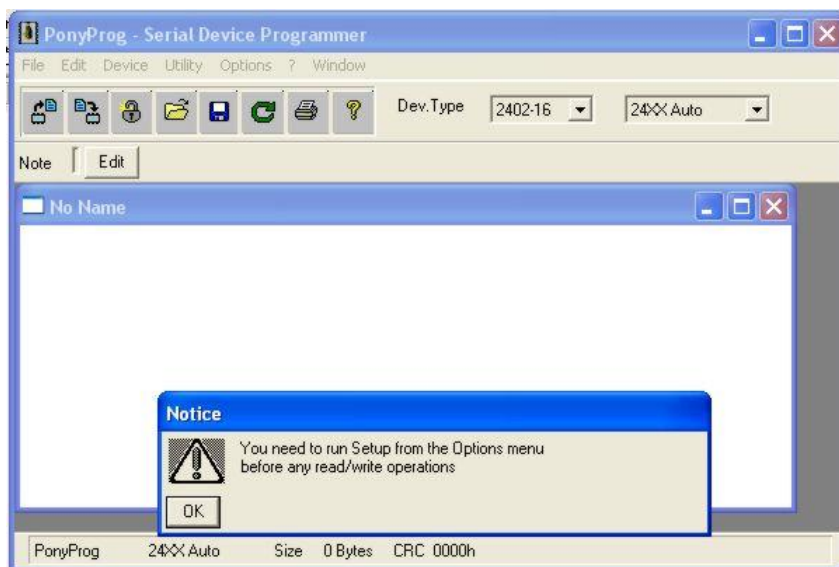 PonyProg - Serial Device Programmer
File Edit Device Utility Options ? Window
Dev.Type 2402-16 24XX Auto
Note Edit
No Name
Notice
You need to run Setup from the Options menu
before any read/write operations
OK
PonyProg 24XX Auto Size 0 Bytes CRC 0000h